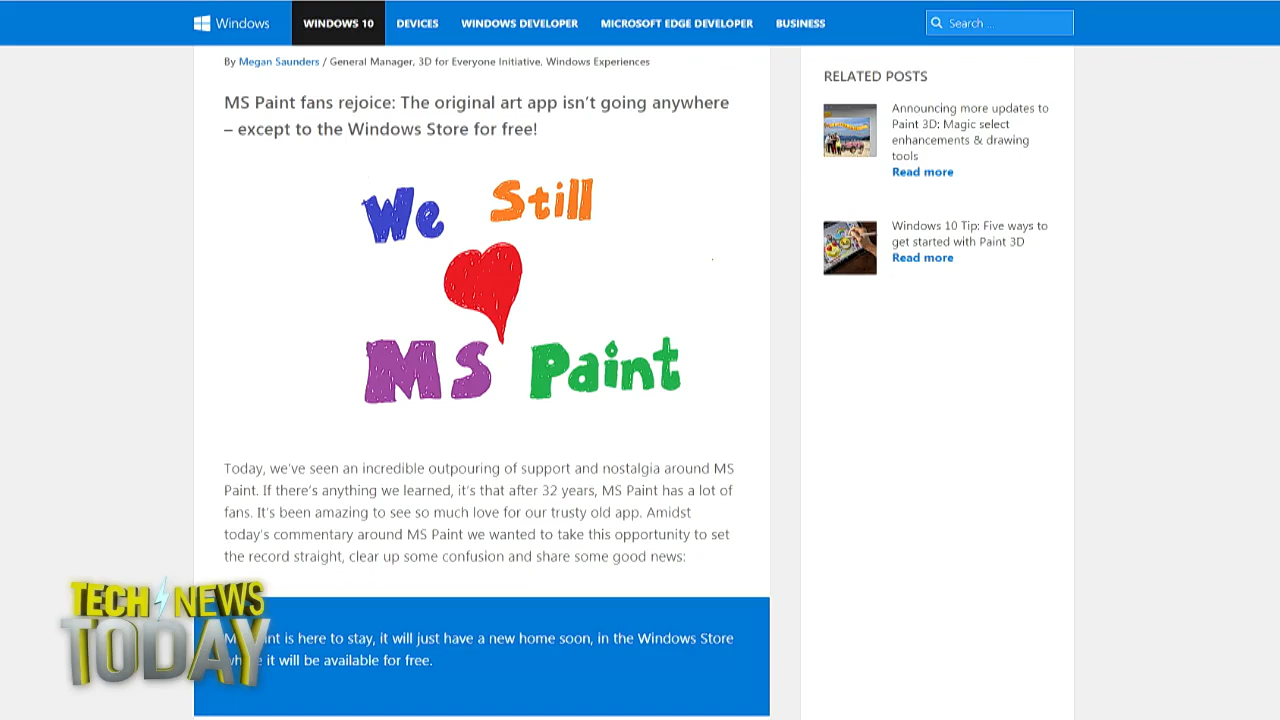 Windows
WINDOWS 10
DEVICES
WINDOWS DEVELOPER
MICROSOFT EDGE DEVELOPER
BUSINESS
Search ...
By Megan Saunders / General Manager, 3D for Everyone Initiative, Windows Experiences
MS Paint fans rejoice: The original art app isn't going anywhere
– except to the Windows Store for free!
We Still
MS Paint
Today, we've seen an incredible outpouring of support and nostalgia around MS
Paint. If there's anything we learned, it's that after 32 years, MS Paint has a lot of
fans. It's been amazing to see so much love for our trusty old app. Amidst
today's commentary around MS Paint we wanted to take this opportunity to set
the record straight, clear up some confusion and share some good news:
is here to stay, it will just have a new home soon, in the Windows Store
it will be available for free.
RELATED POSTS
Announcing more updates to
Paint 3D: Magic select
enhancements & drawing
tools
Read more
Windows 10 Tip: Five ways to
get started with Paint 3D
Read more
TECH NEWS
TODAY